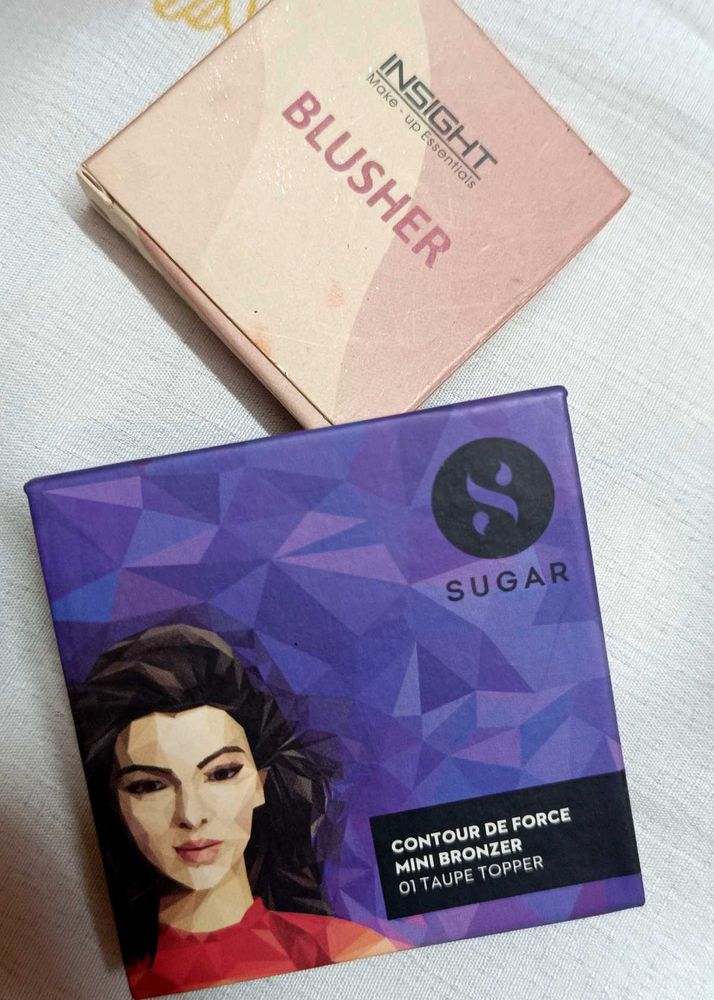 INSIGHT
Make-up Essentials
BLUSHER
SUGAR
CONTOUR DE FORCE
MINI BRONZER
01 TAUPE TOPPER